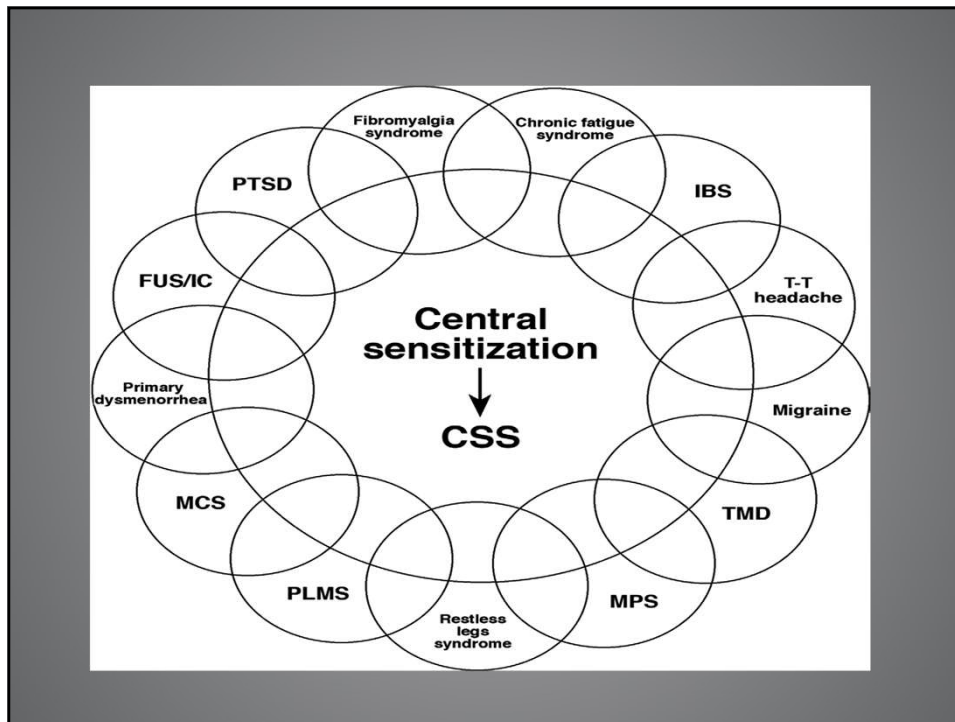 Fibromyalgia
syndrome
Chronic fatigue
syndrome
PTSD
IBS
FUS/IC
T-T
headache
Central
sensitization
CSS
Primary
dysmenorrhea
Migraine
MCS
TMD
PLMS
MPS
Restless
legs
syndrome